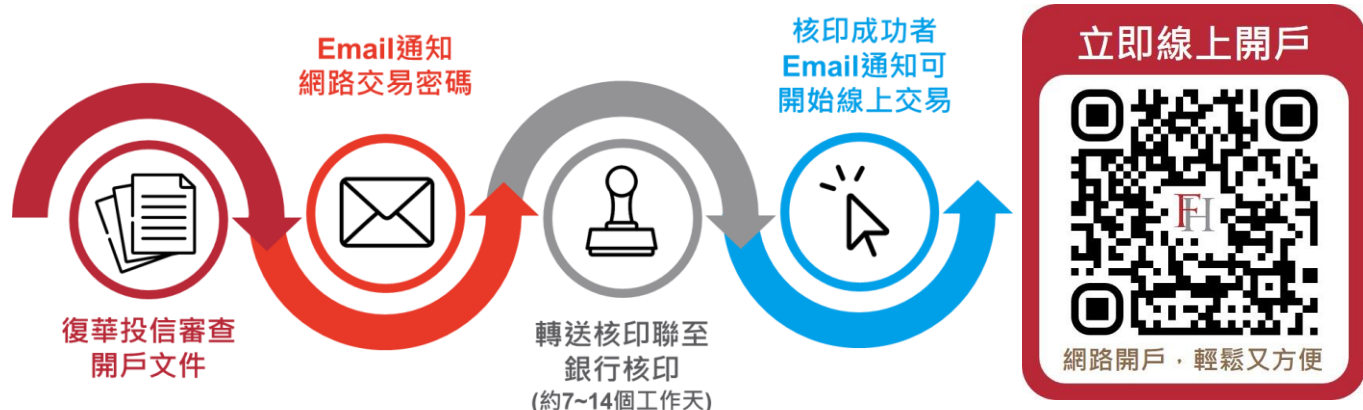 復華投信審查
開戶文件
Email通知
網路交易密碼
轉送核印聯至
銀行核印
(約7~14個工作天)
核印成功者
Email通知可
開始線上交易
立即線上開戶
FH
網路開戶，輕鬆又方便